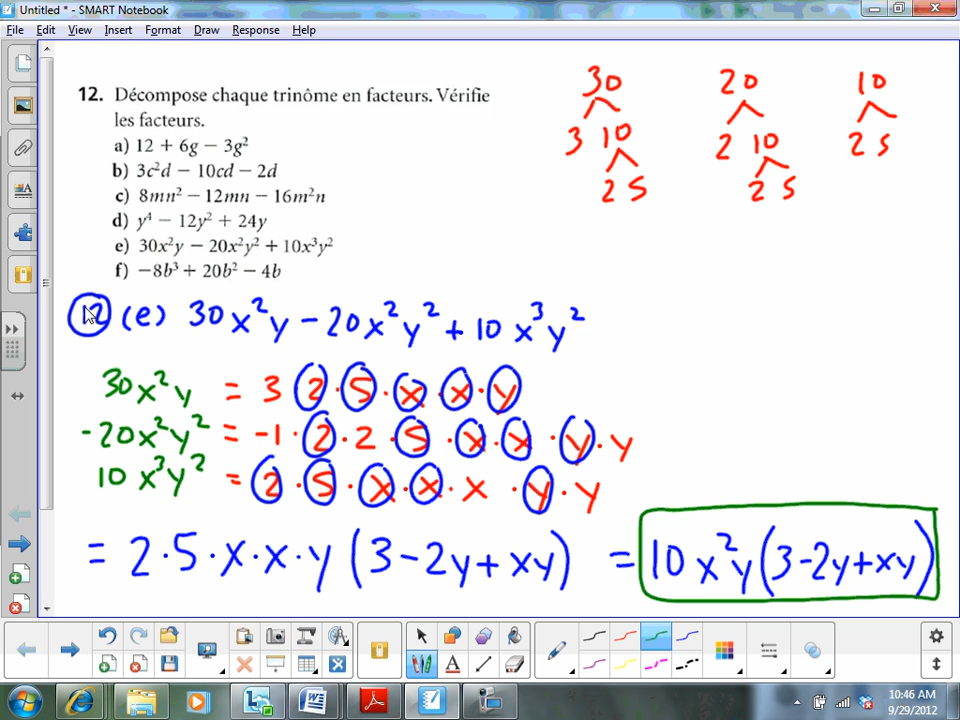 Untitled * - SMART Notebook
File Edit View Insert Format Draw Response Help
12. Décompose chaque trinôme en facteurs. Vérifie
les facteurs.
a) 12 + 6g − 3g²
b) 3c²d − 10cd − 2d
c) 8mn² − 12mn − 16m²n
d) y⁴ − 12y² + 24y
e) 30x²y − 20x²y² + 10x³y²
f) −8b³ + 20b² − 4b
30 20 10
3 10 2 10 2 5
2 5 2 5
12 (e) 30x²y − 20x²y² + 10x³y²
30x²y = 3 2 · 5 · x · x · y
-20x²y² = −1 · 2 · 2 · 5 · x · x · y · y
10x³y² = 2 · 5 · x · x · x · y · y
= 2 · 5 · x · x · y (3 − 2y + xy) = 10x²y (3 − 2y + xy)
A
10:46 AM
9/29/2012